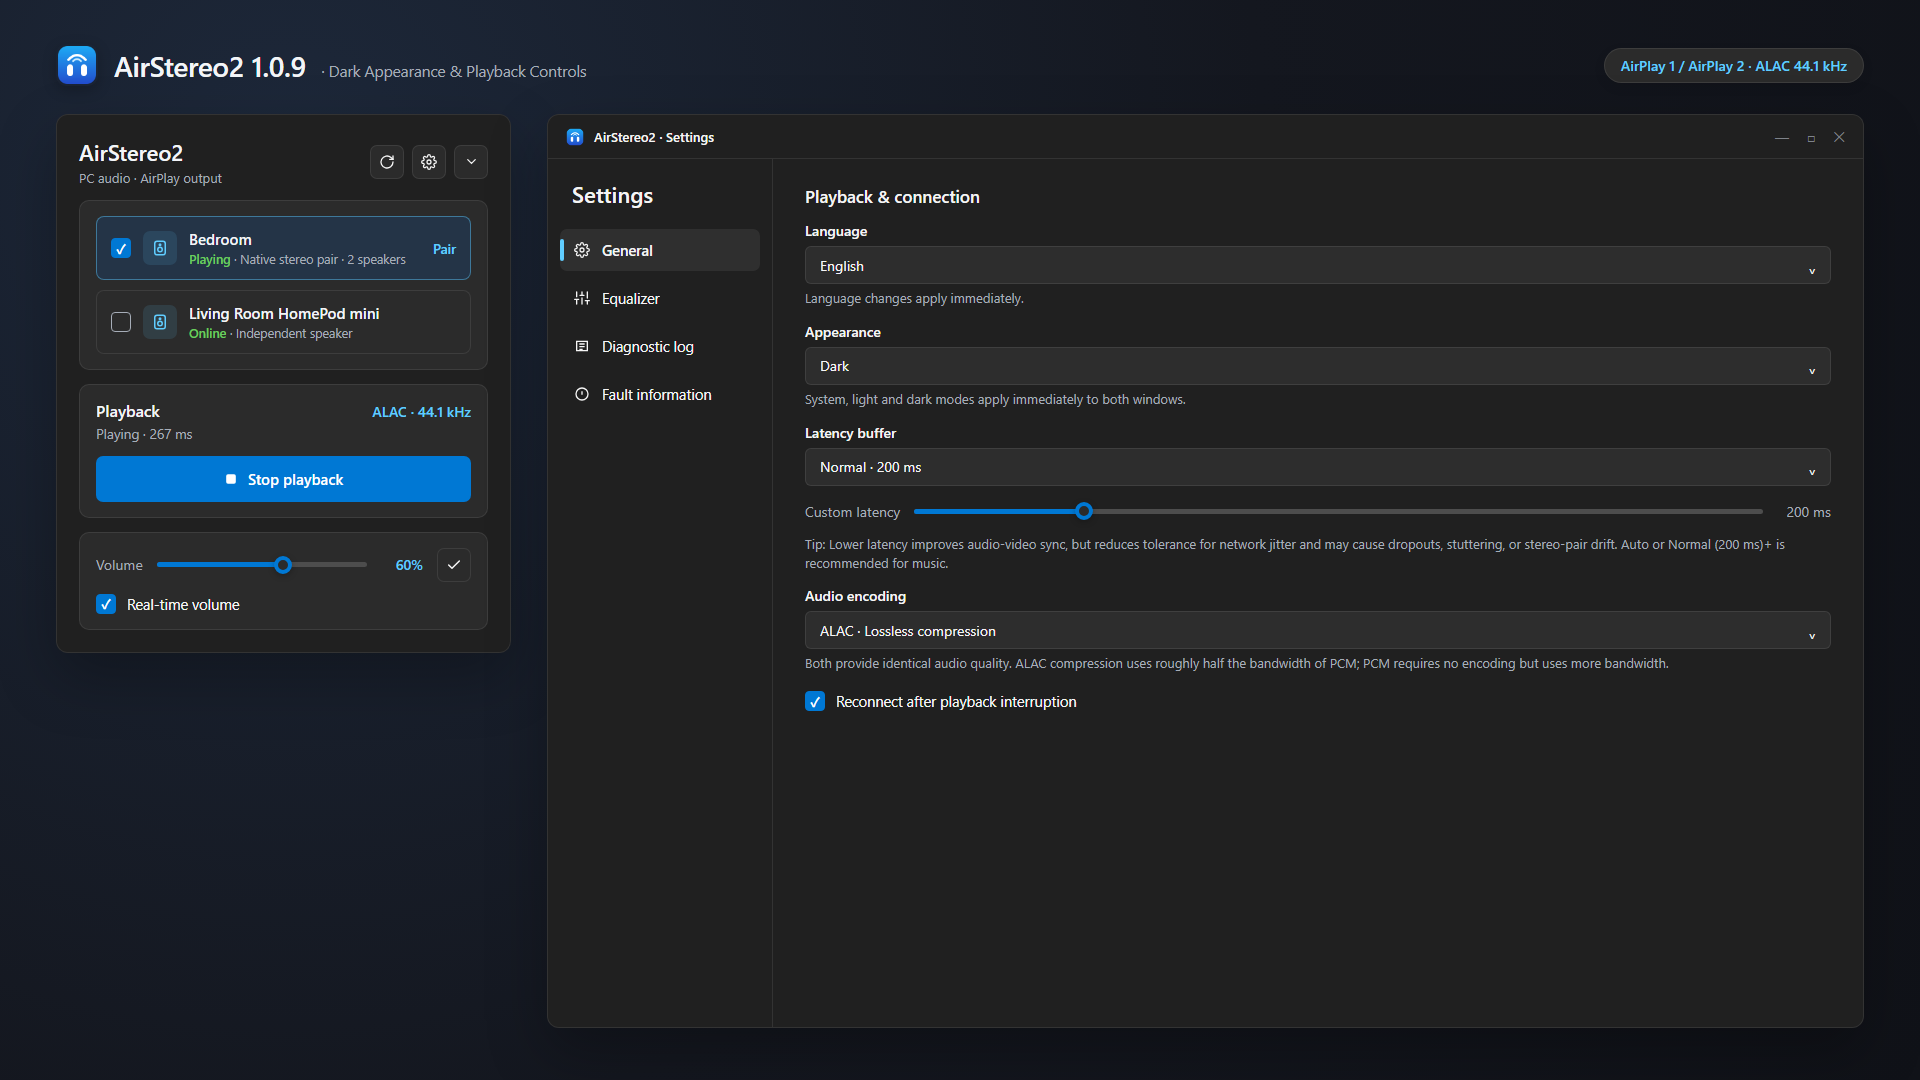 AirStereo2 1.0.9 · Dark Appearance & Playback Controls
AirPlay 1 / AirPlay 2 · ALAC 44.1 kHz
AirStereo2
PC audio · AirPlay output
Bedroom
Playing · Native stereo pair · 2 speakers
Pair
Living Room HomePod mini
Online · Independent speaker
Playback
ALAC · 44.1 kHz
Playing · 267 ms
Stop playback
Volume
60%
Real-time volume
AirStereo2 · Settings
Settings
General
Equalizer
Diagnostic log
Fault information
Playback & connection
Language
English
Language changes apply immediately.
Appearance
Dark
System, light and dark modes apply immediately to both windows.
Latency buffer
Normal · 200 ms
Custom latency
200 ms
Tip: Lower latency improves audio-video sync, but reduces tolerance for network jitter and may cause dropouts, stuttering, or stereo-pair drift. Auto or Normal (200 ms)+ is
recommended for music.
Audio encoding
ALAC · Lossless compression
Both provide identical audio quality. ALAC compression uses roughly half the bandwidth of PCM; PCM requires no encoding but uses more bandwidth.
Reconnect after playback interruption